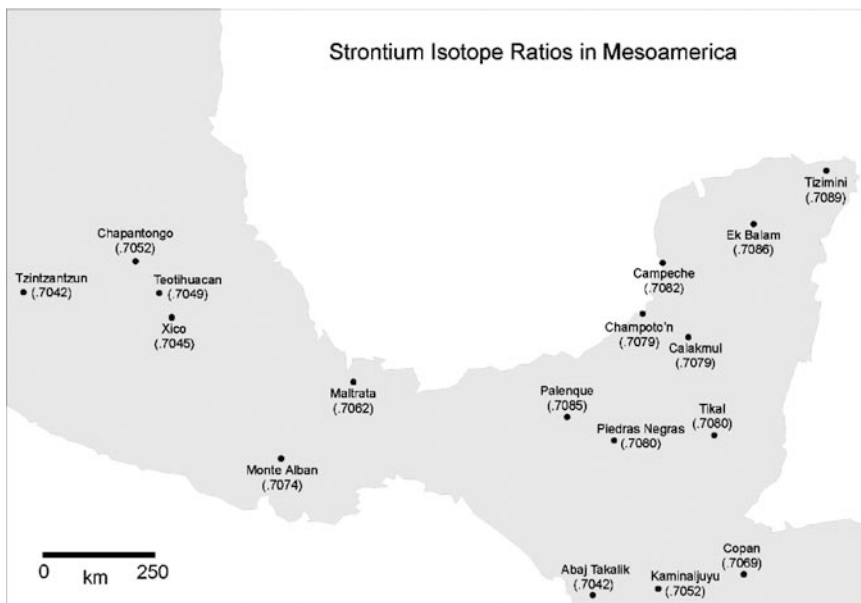 Strontium Isotope Ratios in Mesoamerica
Tizimini
(.7089)
Ek Balam
(.7086)
Chapantongo
(.7052)
Tzintzantzun
(.7042)
Teotihuacan
(.7049)
Campeche
(.7082)
Xico
(.7045)
Champoto'n
(.7079)
Calakmul
(.7079)
Maltrata
(.7062)
Palenque
(.7085)
Tikal
(.7080)
Piedras Negras
(.7080)
Monte Alban
(.7074)
Copan
(.7069)
Abaj Takalik
(.7042)
Kaminaljuyu
(.7052)
0 250
km